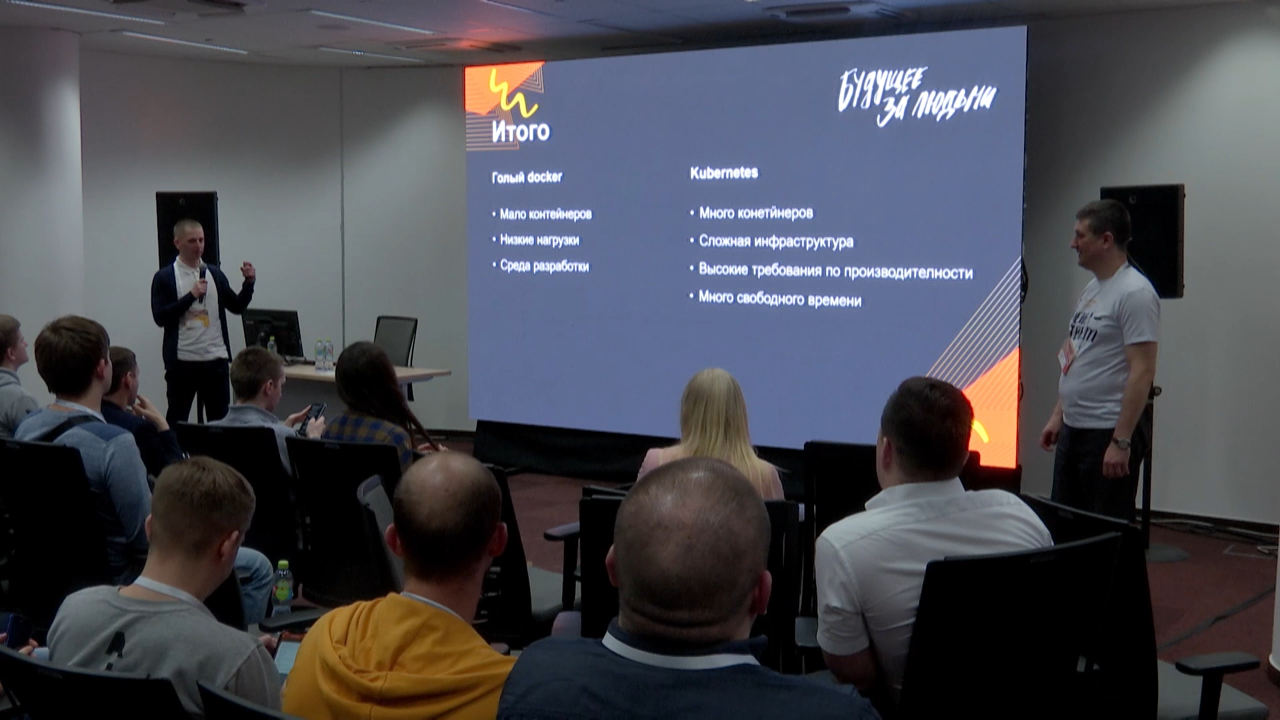 Итого
Будущее
за людьми
Голый docker
• Мало контейнеров
• Низкие нагрузки
• Среда разработки
Kubernetes
• Много конетйнеров
• Сложная инфраструктура
• Высокие требования по производителности
• Много свободного времени